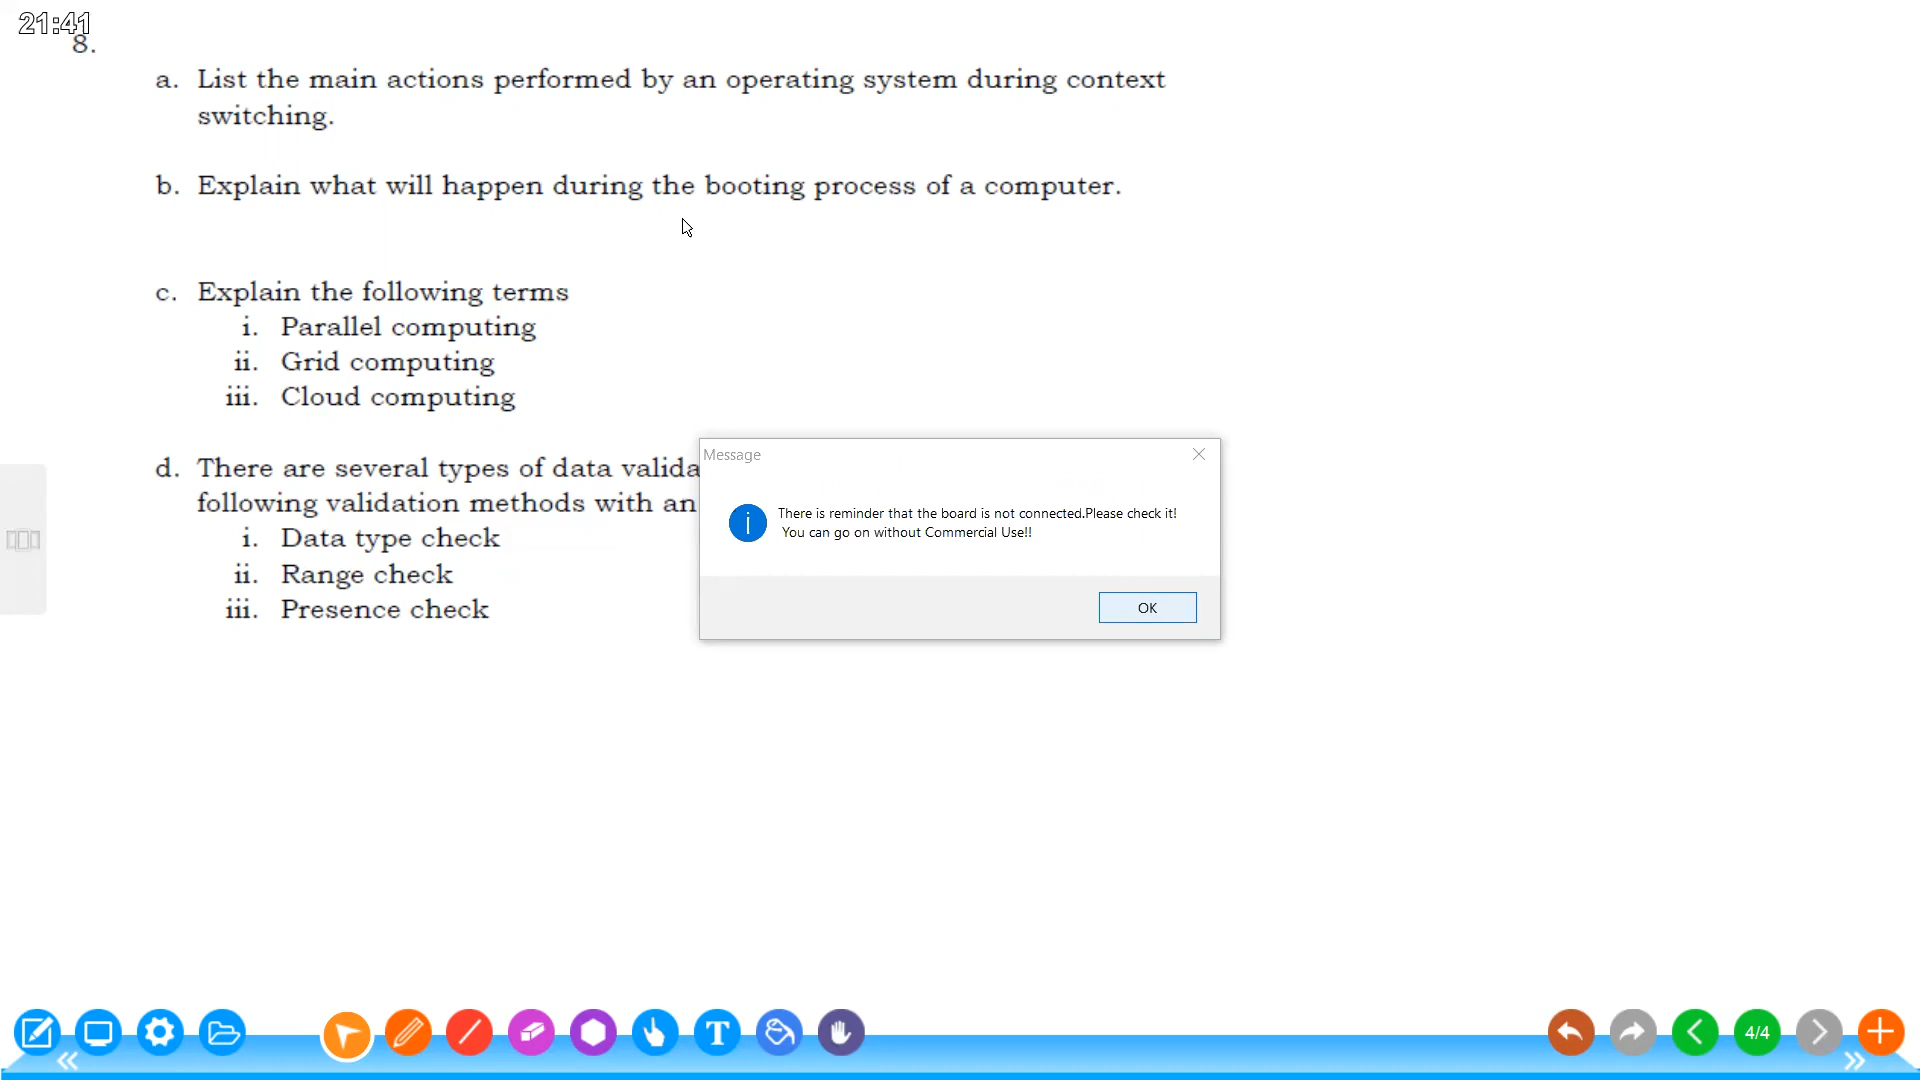 21:41
8.
a. List the main actions performed by an operating system during context
switching.
b. Explain what will happen during the booting process of a computer.
c. Explain the following terms
i. Parallel computing
ii. Grid computing
iii. Cloud computing
d. There are several types of data valida
following validation methods with an
i. Data type check
ii. Range check
iii. Presence check
Message
There is reminder that the board is not connected.Please check it!
You can go on without Commercial Use!!
OK
T
4/4